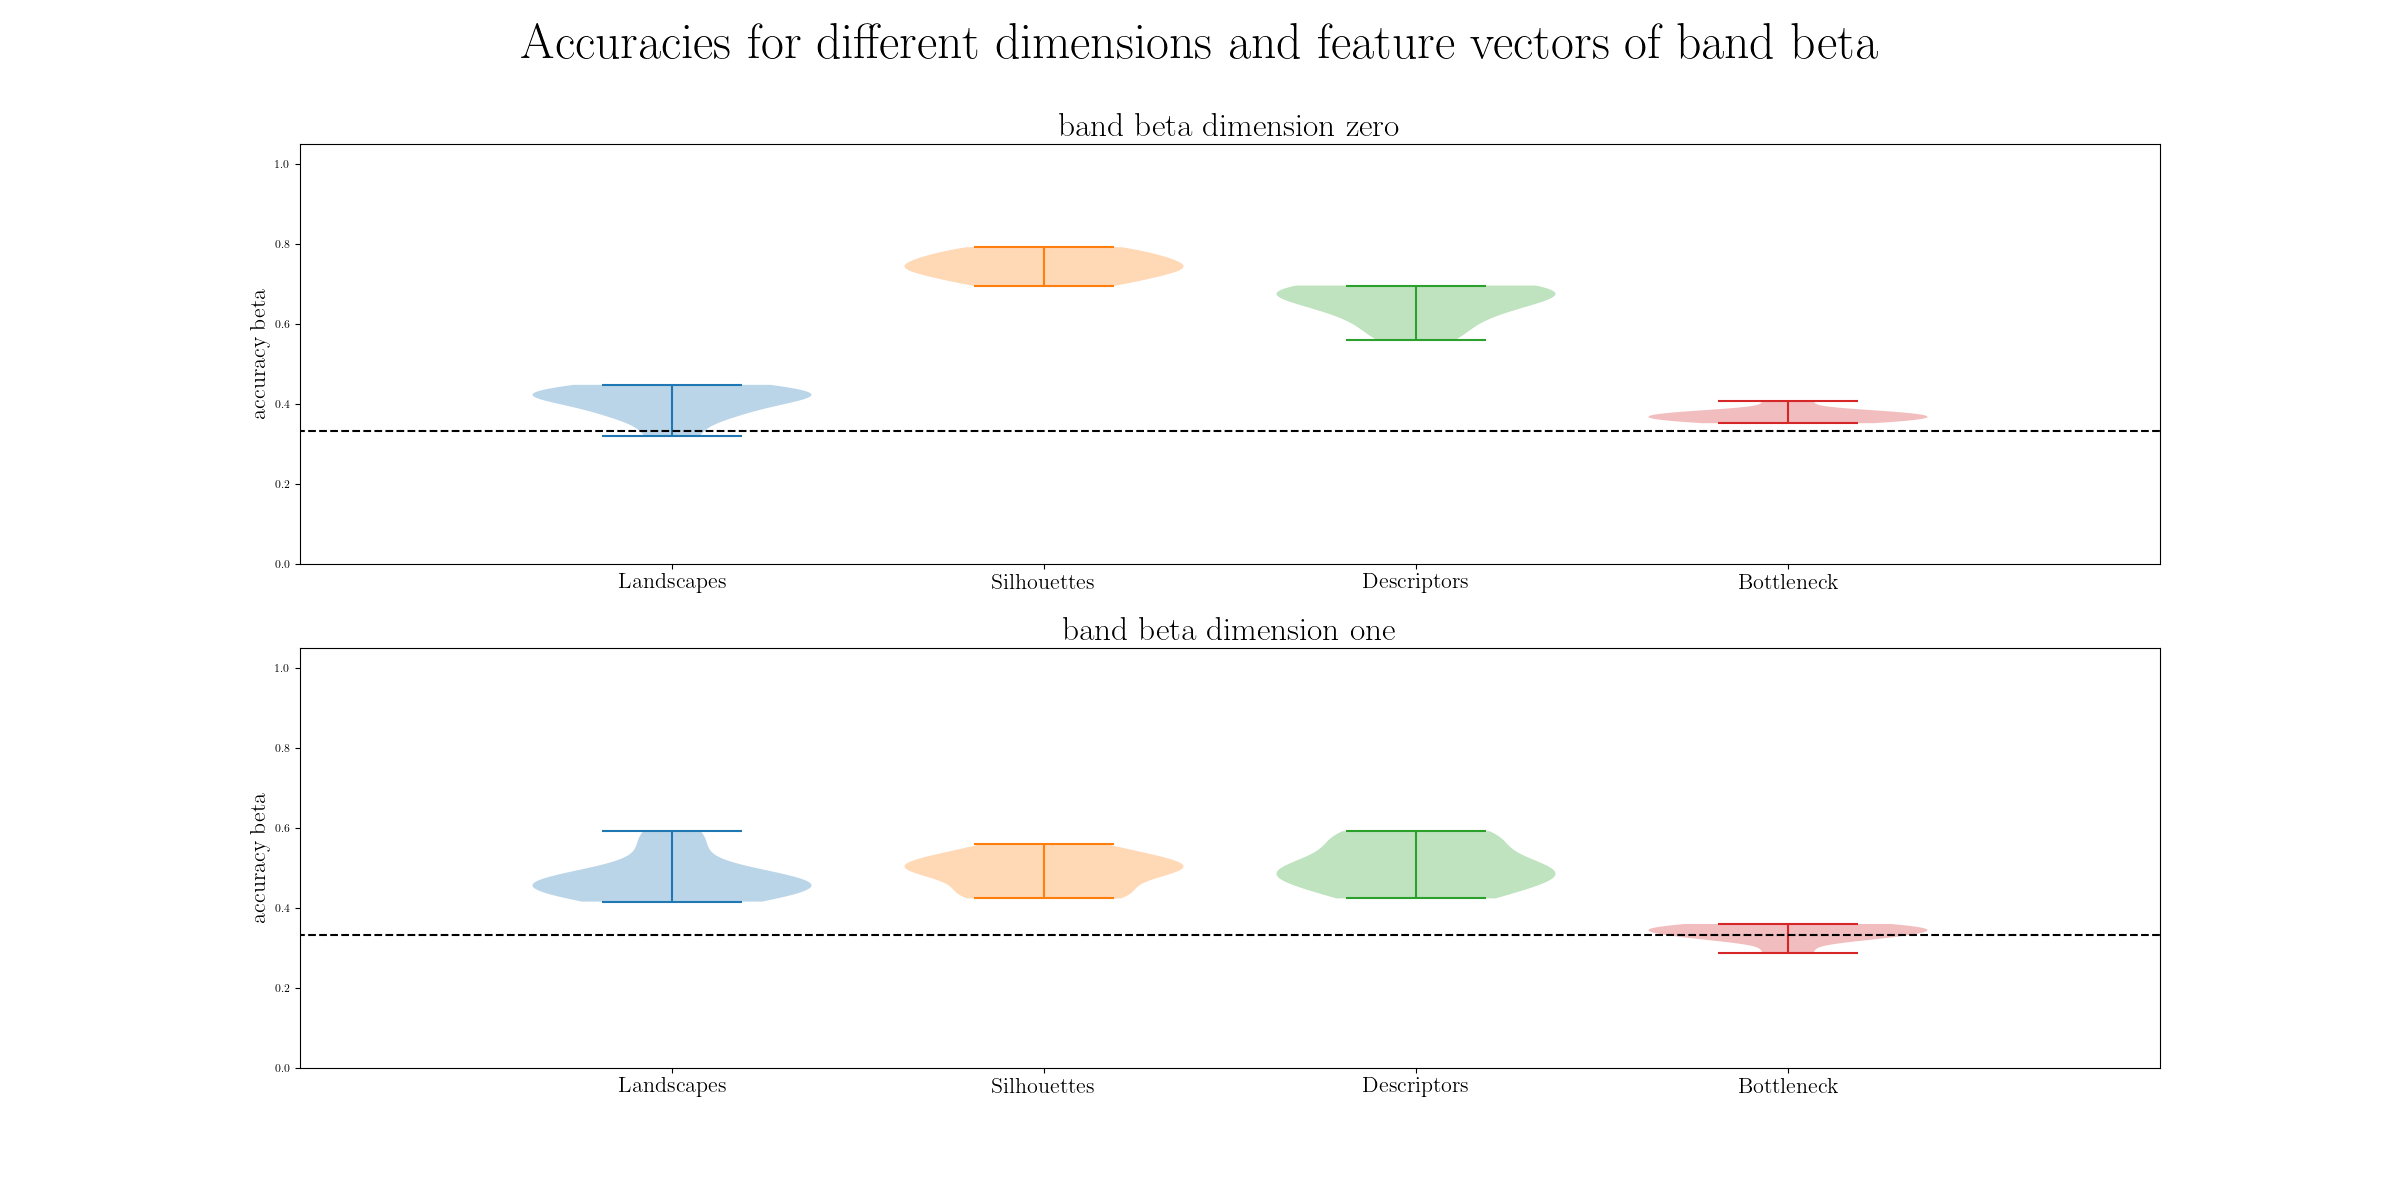 Accuracies for different dimensions and feature vectors of band beta
band beta dimension zero
accuracy beta
1.0
0.8
0.6
0.4
0.2
0.0
Landscapes Silhouettes Descriptors Bottleneck
band beta dimension one
accuracy beta
1.0
0.8
0.6
0.4
0.2
0.0
Landscapes Silhouettes Descriptors Bottleneck